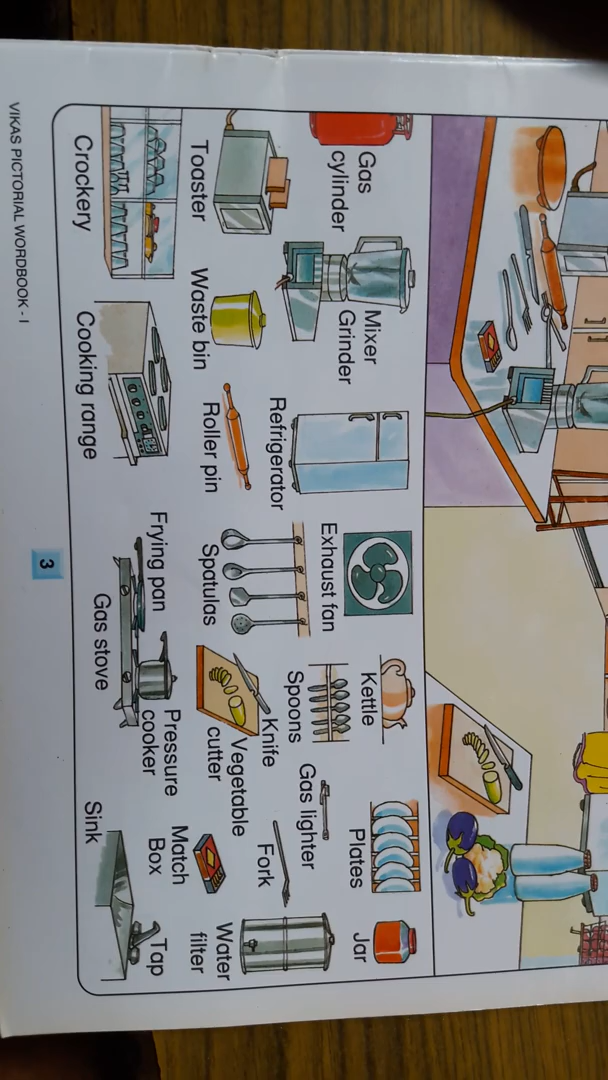 Gas
cylinder
Mixer
Grinder
Refrigerator
Exhaust fan
Kettle
Spoons
Plates
Jar
Toaster
Waste bin
Roller pin
Spatulas
Knife
Vegetable
cutter
Gas lighter
Fork
Water
filter
Crockery
Cooking range
Frying pan
Gas stove
Pressure
cooker
Match
Box
Sink
Tap
3
VIKAS PICTORIAL WORDBOOK - I